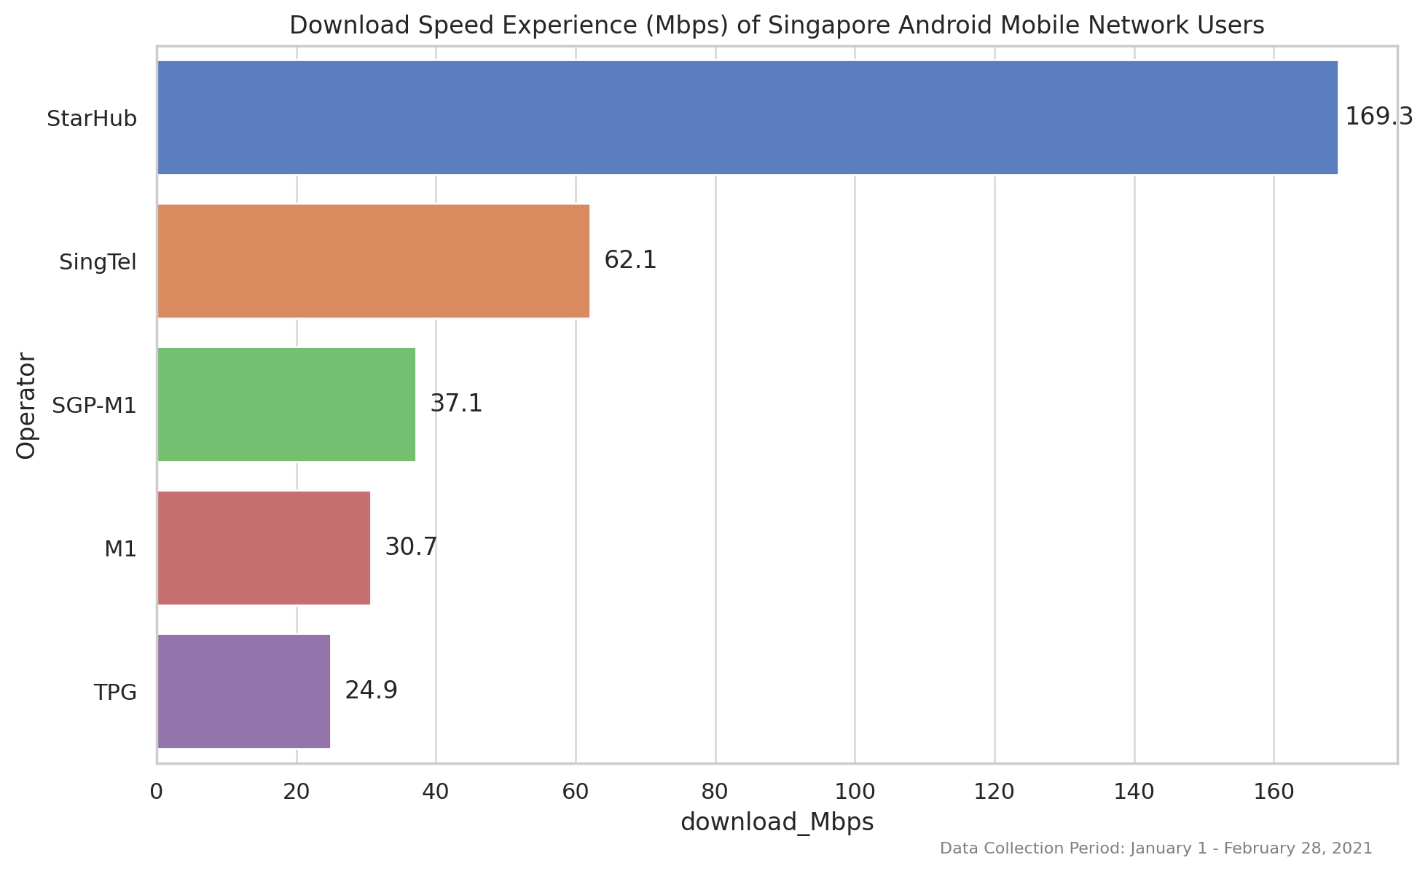 Download Speed Experience (Mbps) of Singapore Android Mobile Network Users
StarHub
169.3
SingTel
62.1
SGP-M1
37.1
M1
30.7
TPG
24.9
Operator
0 20 40 60 80 100 120 140 160
download_Mbps
Data Collection Period: January 1 - February 28, 2021